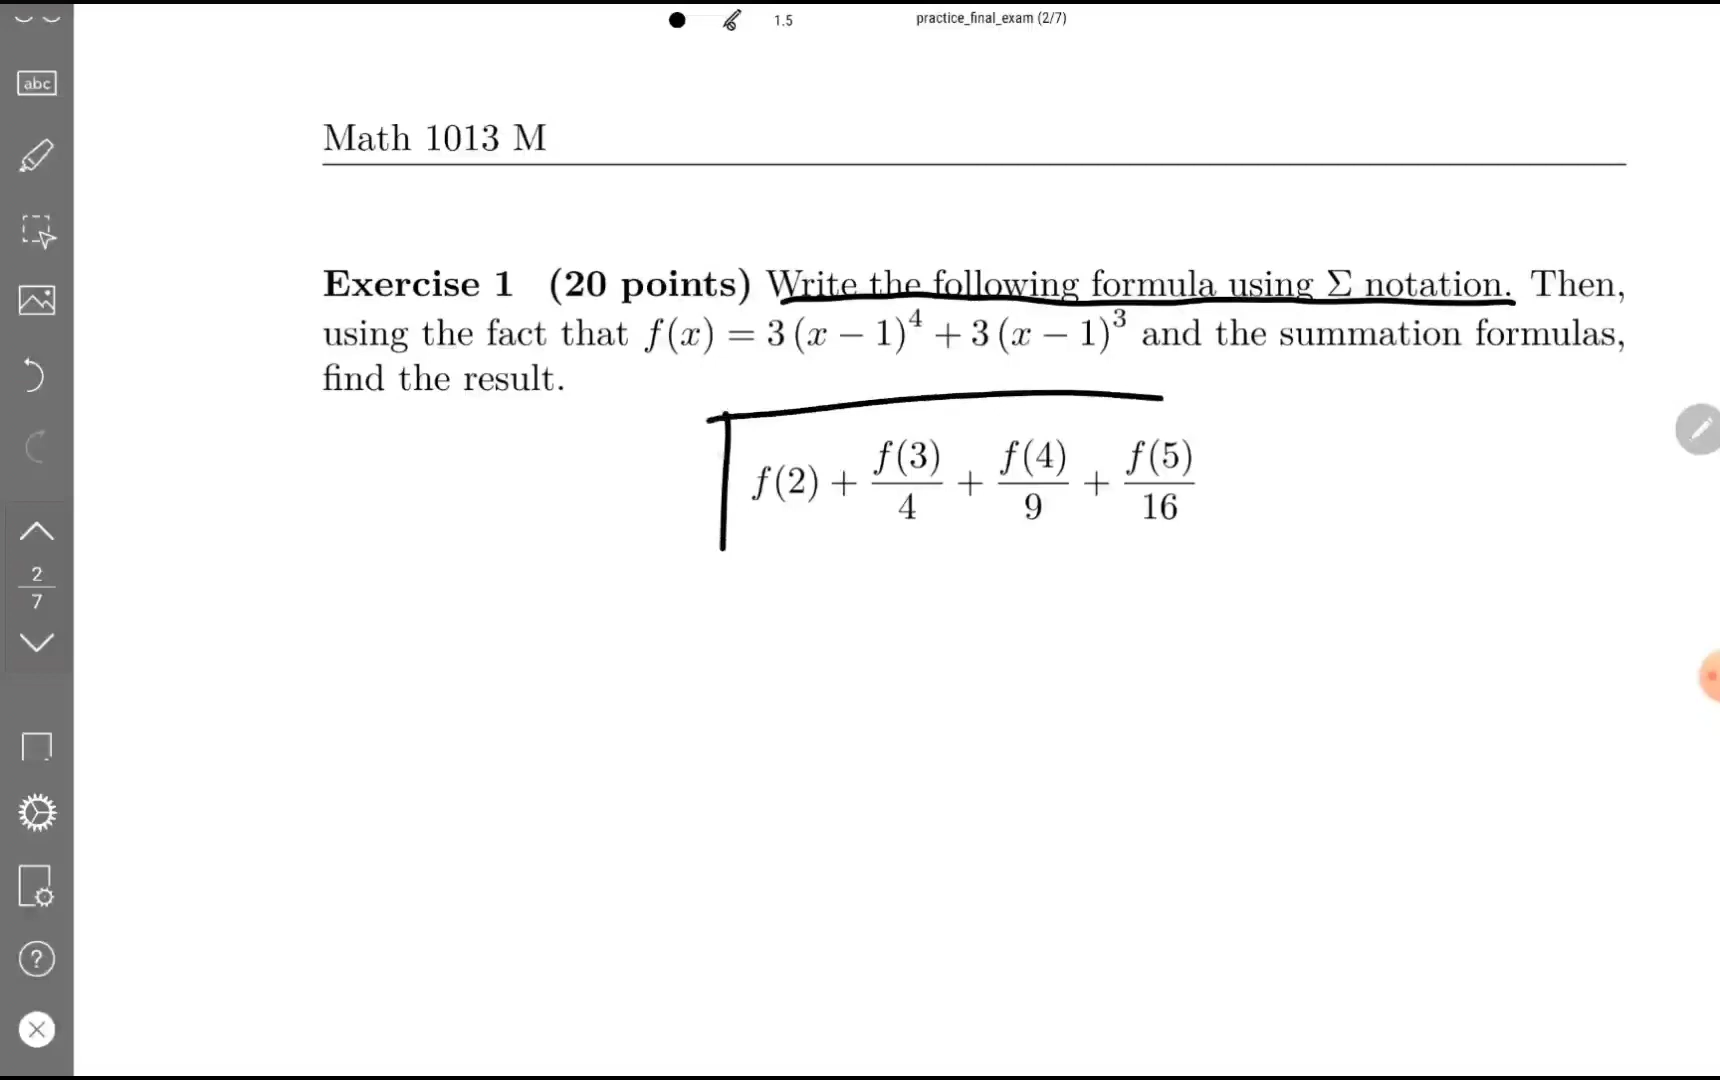 1.5 practice_final_exam (2/7)
abc
Math 1013 M
Exercise 1 (20 points) Write the following formula using Σ notation. Then,
using the fact that f(x) = 3 (x − 1)⁴ + 3 (x − 1)³ and the summation formulas,
find the result.
f(2) + f(3)/4 + f(4)/9 + f(5)/16
2
7
?